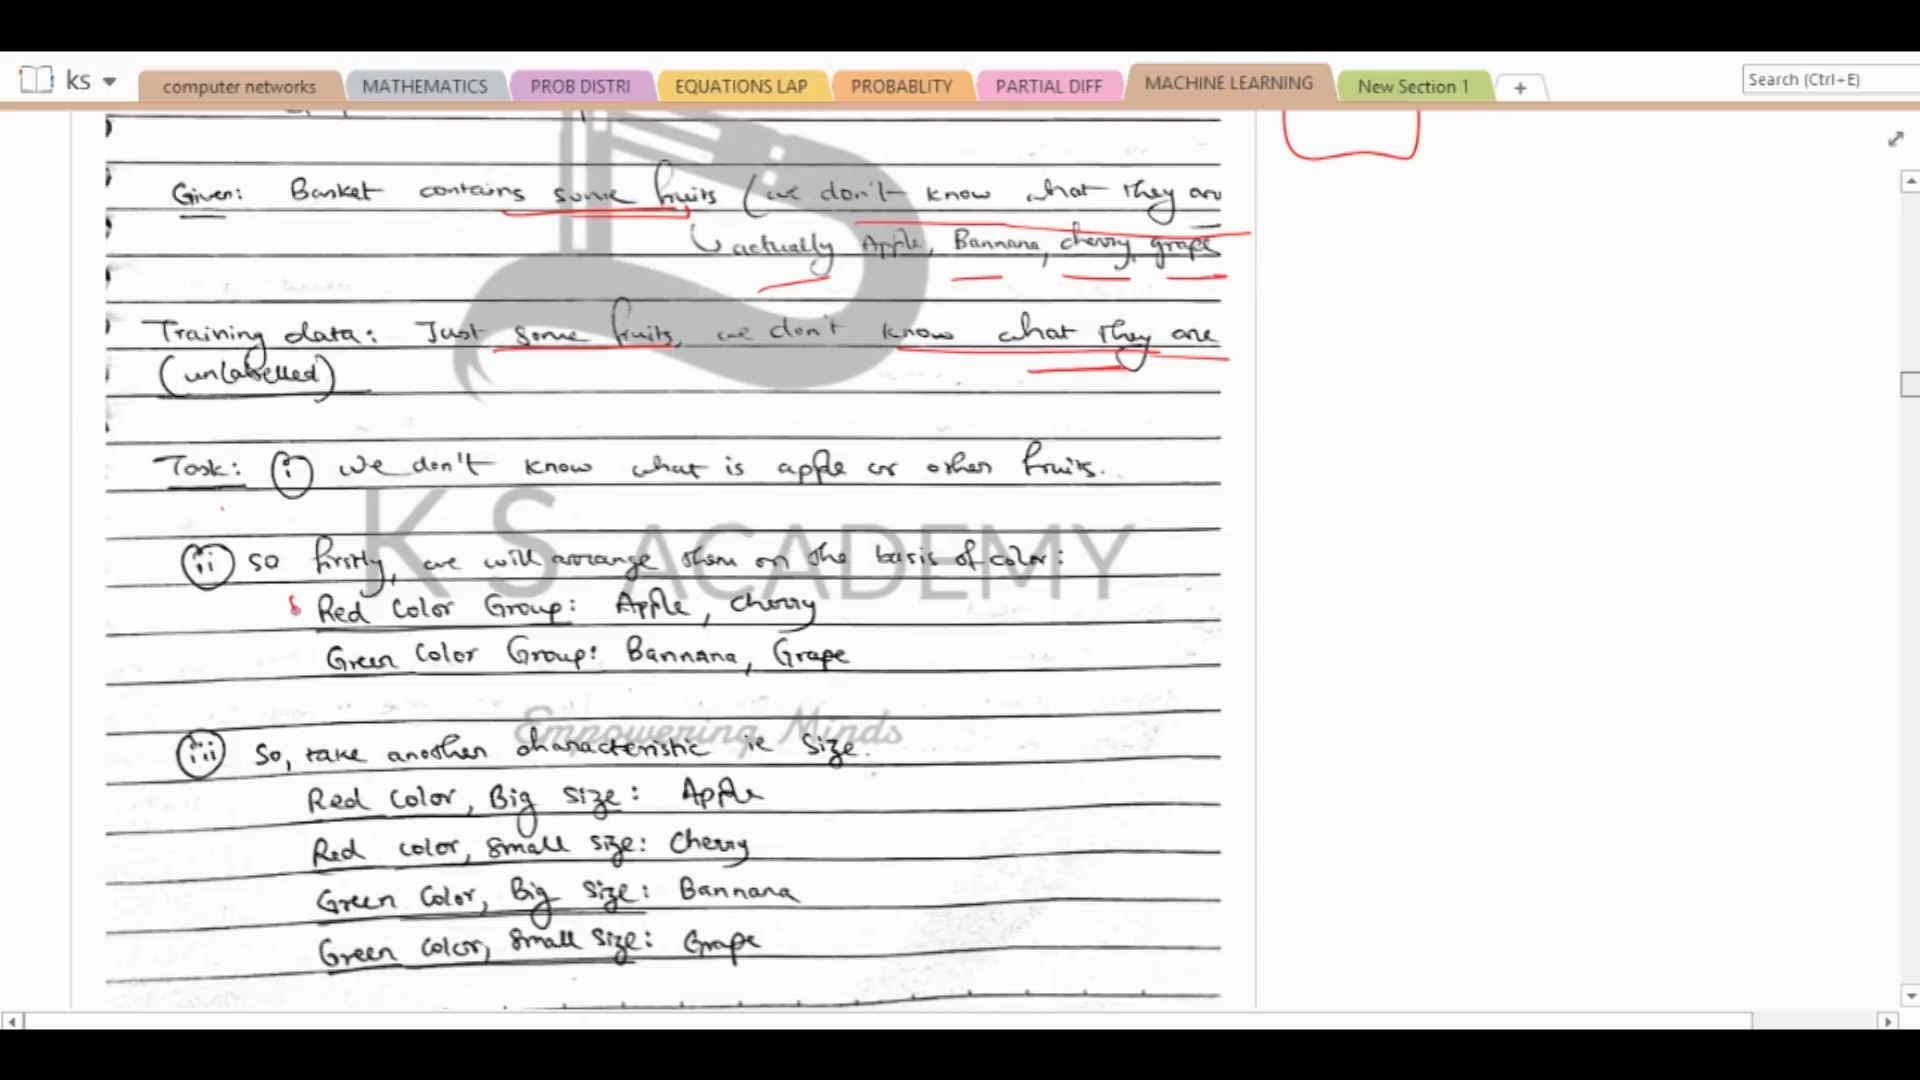 ks
computer networks MATHEMATICS PROB DISTRI EQUATIONS LAP PROBABLITY PARTIAL DIFF MACHINE LEARNING New Section 1 +
Search (Ctrl+E)
Given: Basket contains some fruits (we don't know what they are
actually Apple, Bannana, cherry, grape
Training data: Just some fruits, we don't know what they are
(unlabelled)
Task: (i) we don't know what is apple or other fruits.
KS ACADEMY
(ii) so firstly, we will arrange them on the basis of color:
Red Color Group: Apple, cherry
Green Color Group: Bannana, Grape
Empowering Minds
(iii) So, take another characteristic ie size.
Red Color, Big size: Apple
Red color, small size: Cherry
Green Color, Big size: Bannana
Green color, small size: Grape